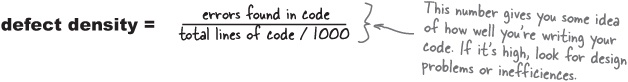 defect density = errors found in code
total lines of code / 1000
This number gives you some idea
of how well you're writing your
code. If it's high, look for design
problems or inefficiences.